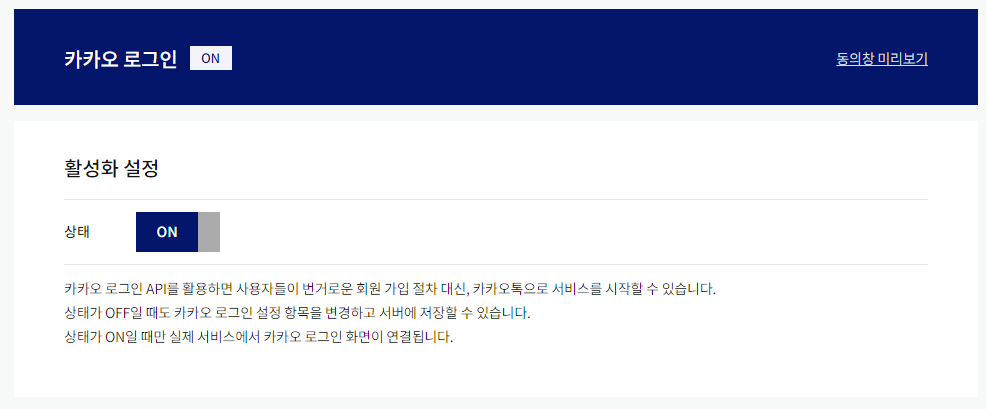 카카오 로그인 ON
동의창 미리보기
활성화 설정
상태 ON
카카오 로그인 API를 활용하면 사용자들이 번거로운 회원 가입 절차 대신, 카카오톡으로 서비스를 시작할 수 있습니다.
상태가 OFF일 때도 카카오 로그인 설정 항목을 변경하고 서버에 저장할 수 있습니다.
상태가 ON일 때만 실제 서비스에서 카카오 로그인 화면이 연결됩니다.